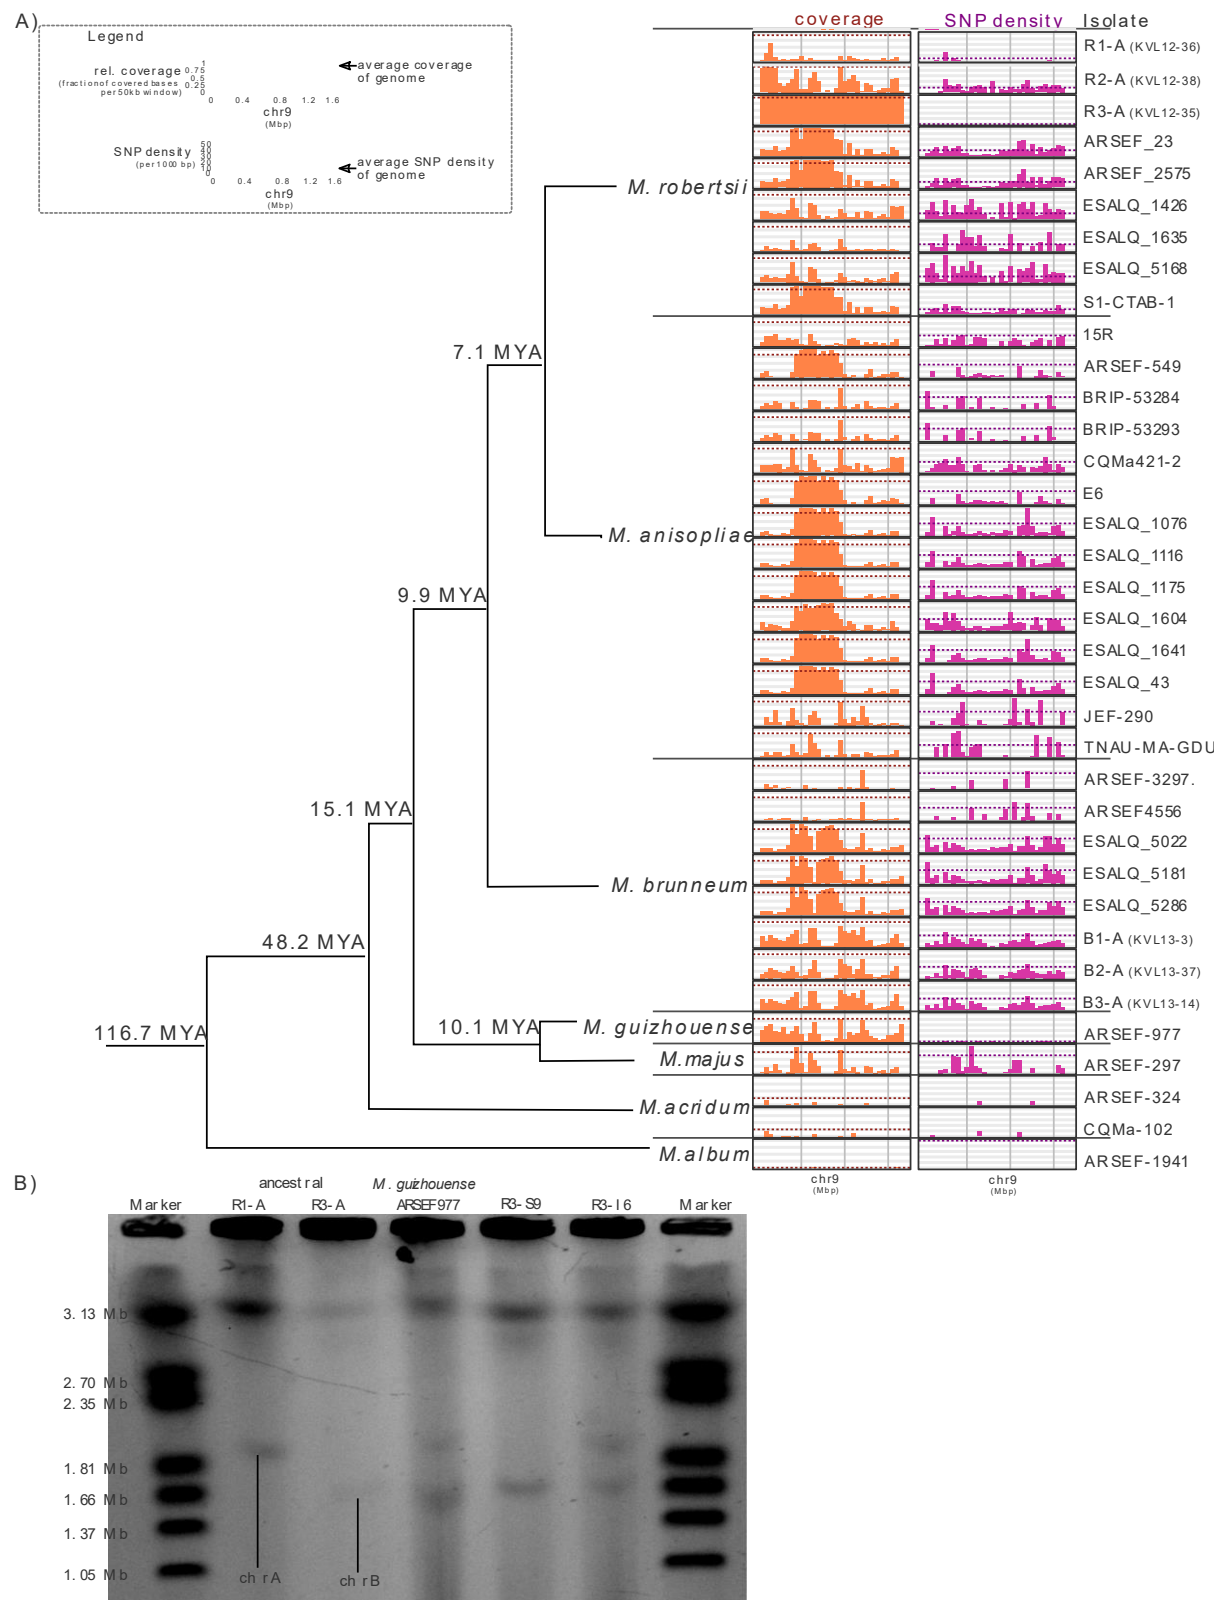 A)
Legend
rel. coverage
(fraction of covered bases
per 50kb window)
1
0.75
0.5
0.25
0
average coverage
of genome
0 0.4 0.8 1.2 1.6
chr9
(Mbp)
SNP density
(per 1000 bp)
50
40
30
20
10
0
average SNP density
of genome
0 0.4 0.8 1.2 1.6
chr9
(Mbp)
coverage SNP density Isolate
R1-A (KVL12-36)
R2-A (KVL12-38)
R3-A (KVL12-35)
ARSEF_23
ARSEF_2575
M. robertsii
ESALQ_1426
ESALQ_1635
ESALQ_5168
S1-CTAB-1
15R
7.1 MYA
ARSEF-549
BRIP-53284
BRIP-53293
CQMa421-2
E6
ESALQ_1076
M. anisopliae
ESALQ_1116
ESALQ_1175
9.9 MYA
ESALQ_1604
ESALQ_1641
ESALQ_43
JEF-290
TNAU-MA-GDU
ARSEF-3297.
15.1 MYA
ARSEF4556
ESALQ_5022
ESALQ_5181
M. brunneum
ESALQ_5286
B1-A (KVL13-3)
48.2 MYA
B2-A (KVL13-37)
B3-A (KVL13-14)
116.7 MYA
10.1 MYA
M. guizhouense
ARSEF-977
M.majus
ARSEF-297
ARSEF-324
M.acridum
CQMa-102
M.album
ARSEF-1941
chr9
(Mbp)
chr9
(Mbp)
B)
ancestral M. guizhouense
Marker R1-A R3-A ARSEF977 R3-S9 R3-I6 Marker
3.13 Mb
2.70 Mb
2.35 Mb
1.81 Mb
1.66 Mb
1.37 Mb
1.05 Mb
chrA chrB